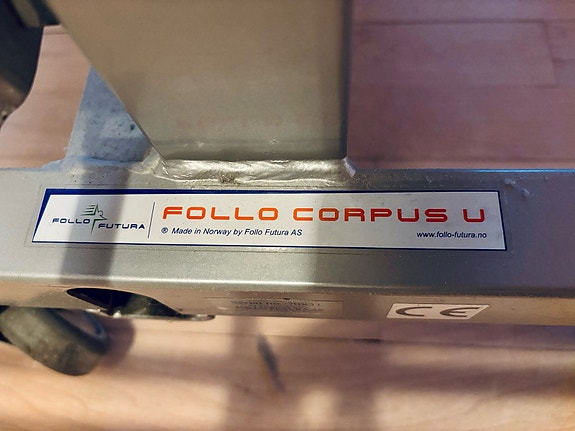 FOLLO FUTURA
FOLLO CORPUS U
® Made in Norway by Follo Futura AS
www.follo-futura.no
CE